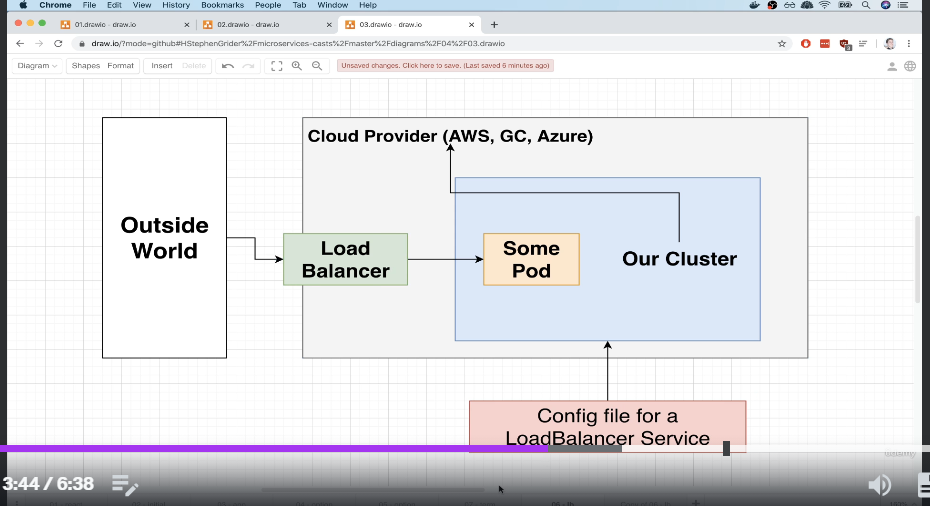 Chrome File Edit View History Bookmarks People Tab Window Help
01.drawio - draw.io
02.drawio - draw.io
03.drawio - draw.io
draw.io/?mode=github#HStephenGrider%2Fmicroservices-casts%2Fmaster%2Fdiagrams%2F04%2F03.drawio
Diagram Shapes Format Insert Delete Unsaved changes. Click here to save. (Last saved 6 minutes ago)
Cloud Provider (AWS, GC, Azure)
Outside
World
Load
Balancer
Some
Pod
Our Cluster
Config file for a
LoadBalancer Service
udemy
3:44 / 6:38